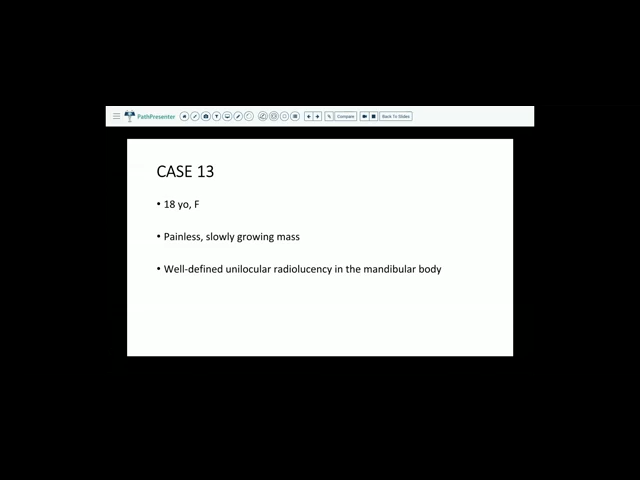 PathPresenter
Compare
Back To Slides
CASE 13
• 18 yo, F
• Painless, slowly growing mass
• Well-defined unilocular radiolucency in the mandibular body